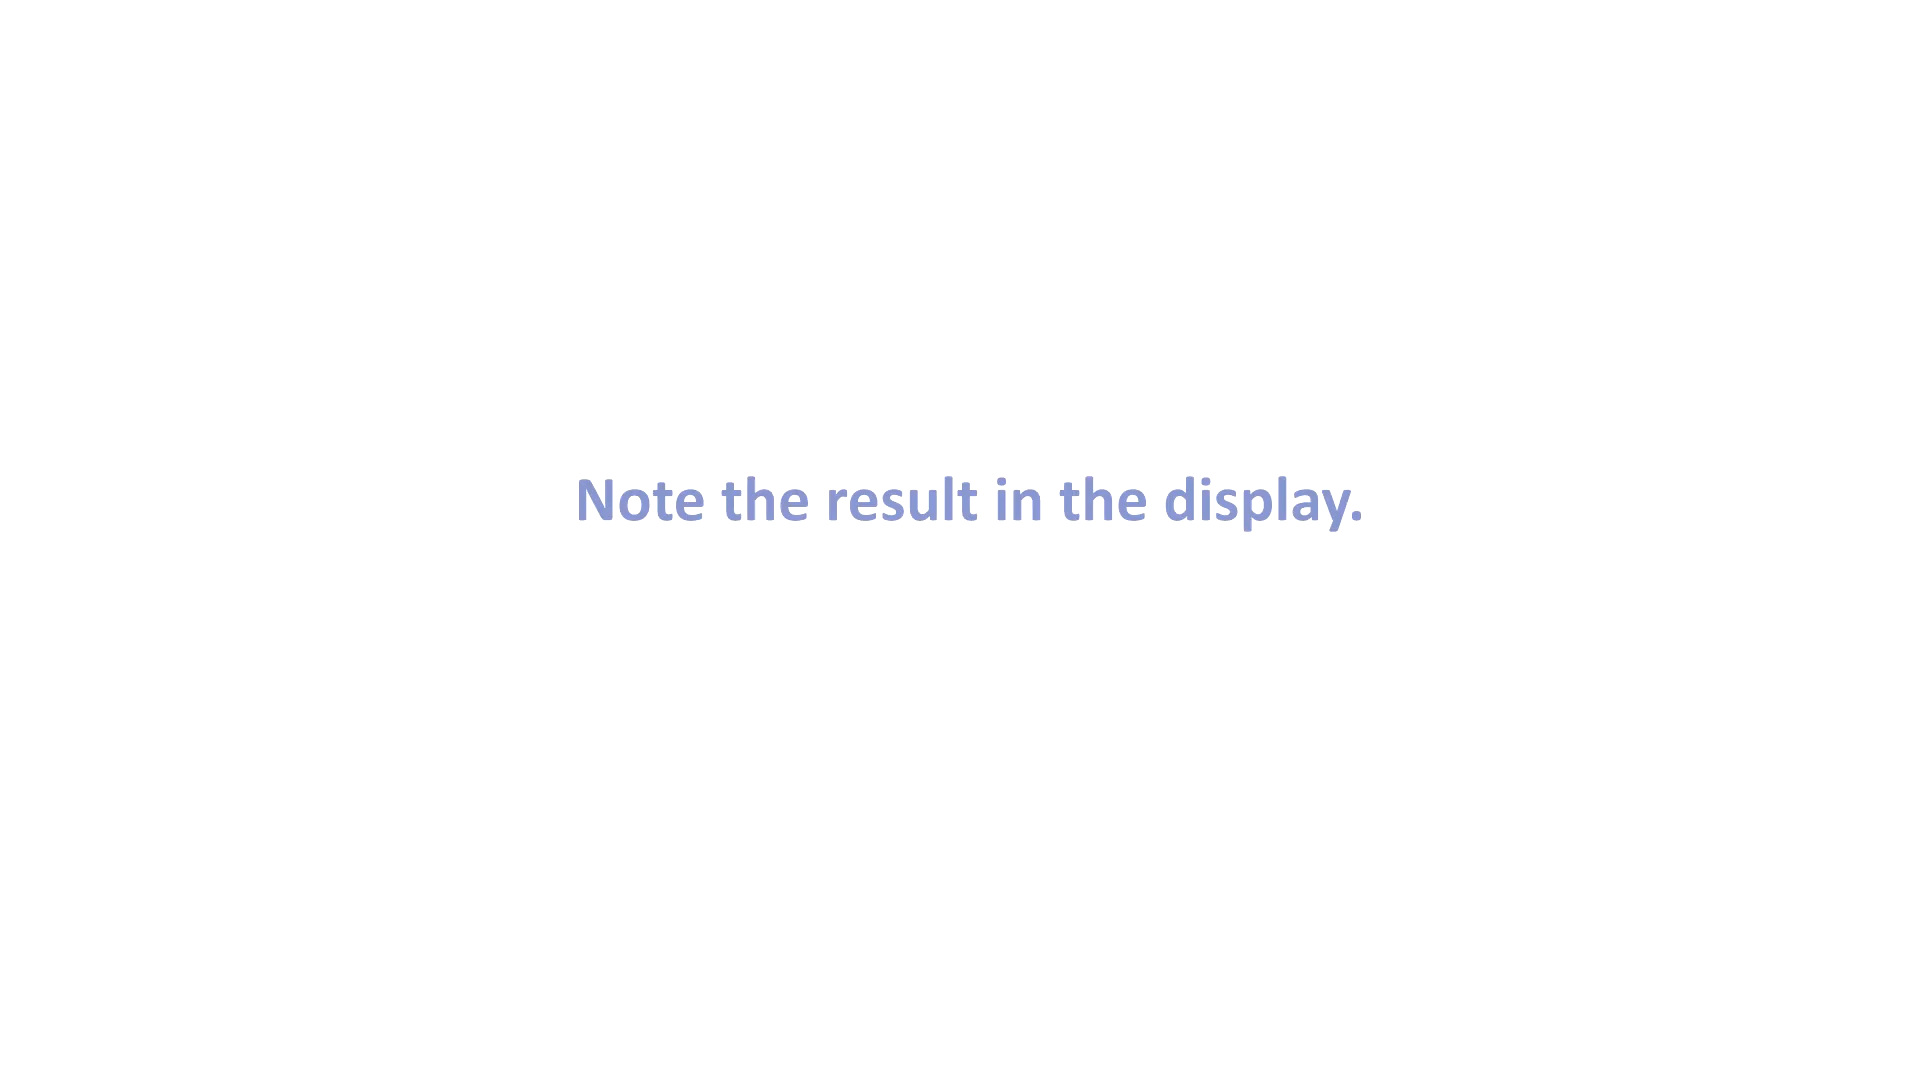 Note the result in the display.